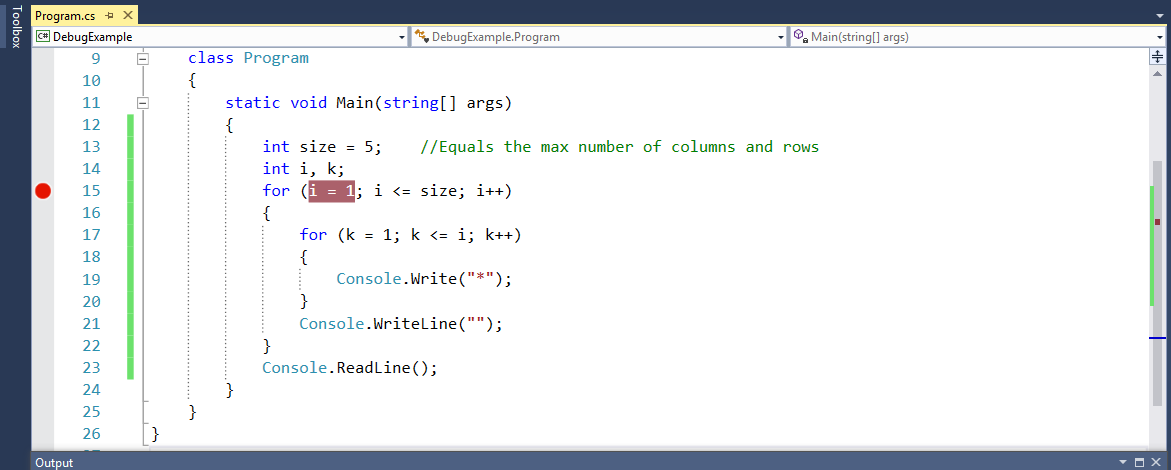 Toolbox
Program.cs
C# DebugExample DebugExample.Program Main(string[] args)
9 class Program
10 {
11 static void Main(string[] args)
12 {
13 int size = 5; //Equals the max number of columns and rows
14 int i, k;
15 for (i = 1; i <= size; i++)
16 {
17 for (k = 1; k <= i; k++)
18 {
19 Console.Write("*");
20 }
21 Console.WriteLine("");
22 }
23 Console.ReadLine();
24 }
25 }
26 }
Output